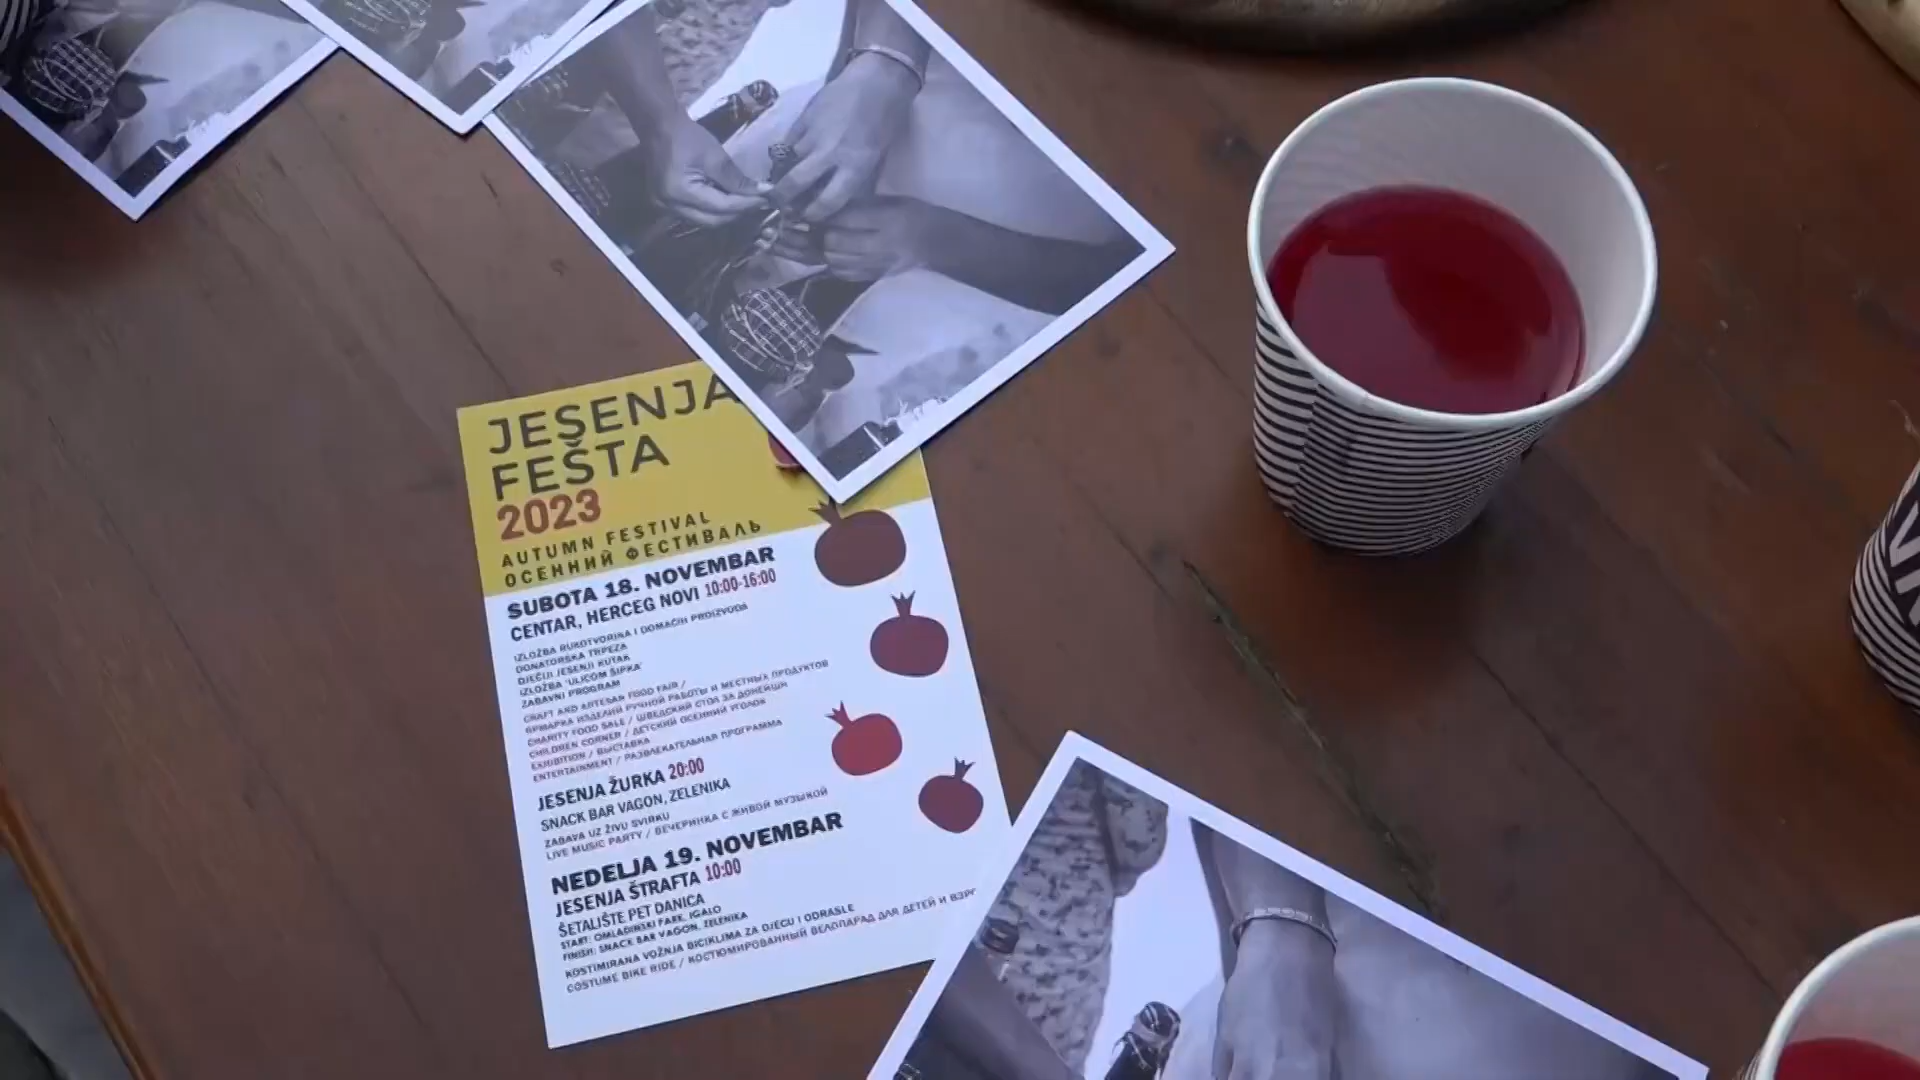 JESENJA
FEŠTA
2023
AUTUMN FESTIVAL
ОСЕННИЙ ФЕСТИВАЛЬ
SUBOTA 18. NOVEMBAR
CENTAR, HERCEG NOVI 10:00-16:00
IZLOŽBA RUKOTVORINA I DOMAĆIH PROIZVODA
DONATORSKA TRPEZA
DJEČIJI JESENJI KUTAK
IZLOŽBA 'ULICOM ŠIPKA'
ZABAVNI PROGRAM
CRAFT AND ARTESAN FOOD FAIR /
ЯРМАРКА ИЗДЕЛИЙ РУЧНОЙ РАБОТЫ И МЕСТНЫХ ПРОДУКТОВ
CHARITY FOOD SALE / ШВЕДСКИЙ СТОЛ ЗА ДОНЕЙШН
CHILDREN CORNER / ДЕТСКИЙ ОСЕННИЙ УГОЛОК
EXHIBITION / ВЫСТАВКА
ENTERTAINMENT / РАЗВЛЕКАТЕЛЬНАЯ ПРОГРАММА
JESENJA ŽURKA 20:00
SNACK BAR VAGON, ZELENIKA
ZABAVA UZ ŽIVU SVIRKU
LIVE MUSIC PARTY / ВЕЧЕРИНКА С ЖИВОЙ МУЗЫКОЙ
NEDELJA 19. NOVEMBAR
JESENJA ŠTRAFTA 10:00
ŠETALIŠTE PET DANICA
START: OMLADINSKI PARK, IGALO
FINISH: SNACK BAR VAGON, ZELENIKA
KOSTIMIRANA VOŽNJA BICIKLIMA ZA DJECU I ODRASLE
COSTUME BIKE RIDE / КОСТЮМИРОВАННЫЙ ВЕЛОПАРАД ДЛЯ ДЕТЕЙ И ВЗРО